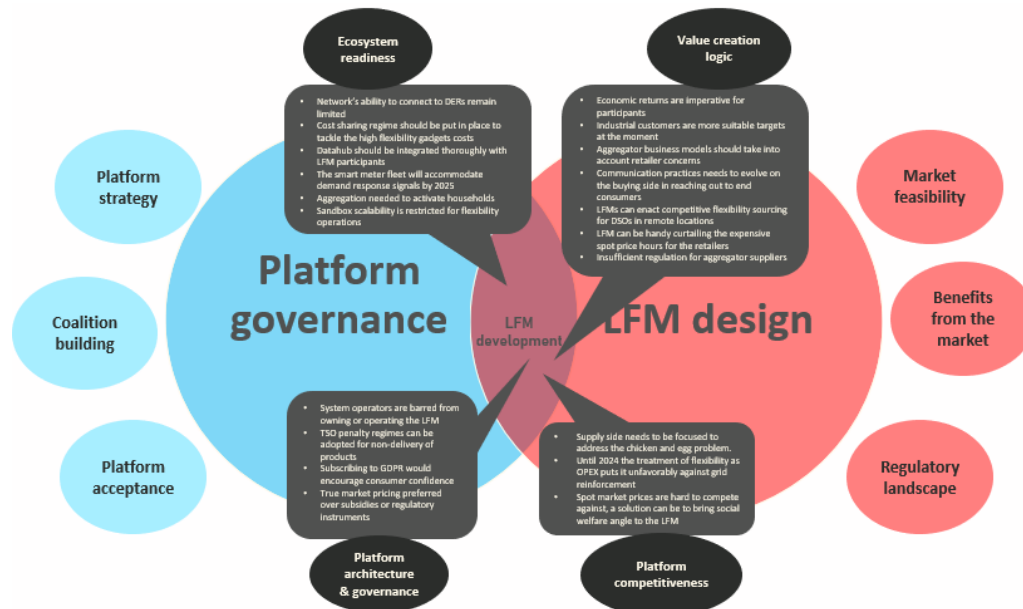 Ecosystem
readiness
Value creation
logic
• Network's ability to connect to DERs remain
limited
• Cost sharing regime should be put in place to
tackle the high flexibility gadgets costs
• Datahub should be integrated thoroughly with
LFM participants
• The smart meter fleet will accommodate
demand response signals by 2025
• Aggregation needed to activate households
• Sandbox scalability is restricted for flexibility
operations
• Economic returns are imperative for
participants
• Industrial customers are more suitable targets
at the moment
• Aggregator business models should take into
account retailer concerns
• Communication practices needs to evolve on
the buying side in reaching out to end
consumers
• LFMs can enact competitive flexibility sourcing
for DSOs in remote locations
• LFM can be handy curtailing the expensive
spot price hours for the retailers
• Insufficient regulation for aggregator suppliers
Platform
strategy
Coalition
building
Platform
acceptance
Platform
governance
LFM
development
LFM design
Market
feasibility
Benefits
from the
market
Regulatory
landscape
• System operators are barred from
owning or operating the LFM
• TSO penalty regimes can be
adopted for non-delivery of
products
• Subscribing to GDPR would
encourage consumer confidence
• True market pricing preferred
over subsidies or regulatory
instruments
• Supply side needs to be focused to
address the chicken and egg problem.
• Until 2024 the treatment of flexibility as
OPEX puts it unfavorably against grid
reinforcement
• Spot market prices are hard to compete
against, a solution can be to bring social
welfare angle to the LFM
Platform
architecture
& governance
Platform
competitiveness